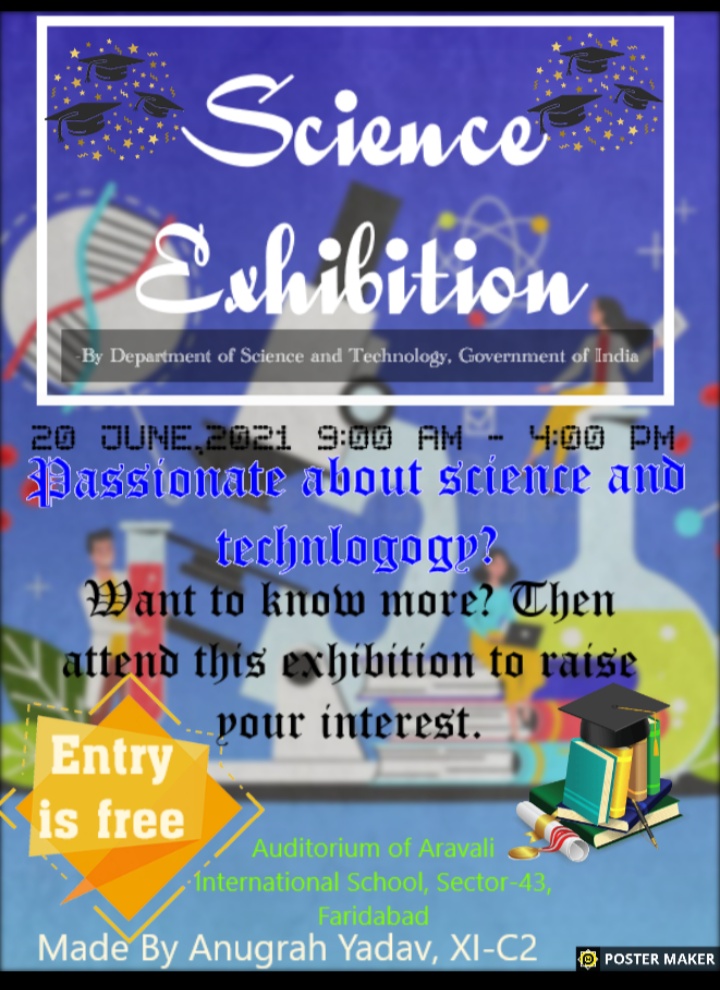 Science
Exhibition
-By Department of Science and Technology, Government of India
20 JUNE,2021 9:00 AM - 4:00 PM
Passionate about science and
technlogogy?
Want to know more? Then
attend this exhibition to raise
your interest.
Entry
is free
Auditorium of Aravali
International School, Sector-43,
Faridabad
Made By Anugrah Yadav, XI-C2
POSTER MAKER